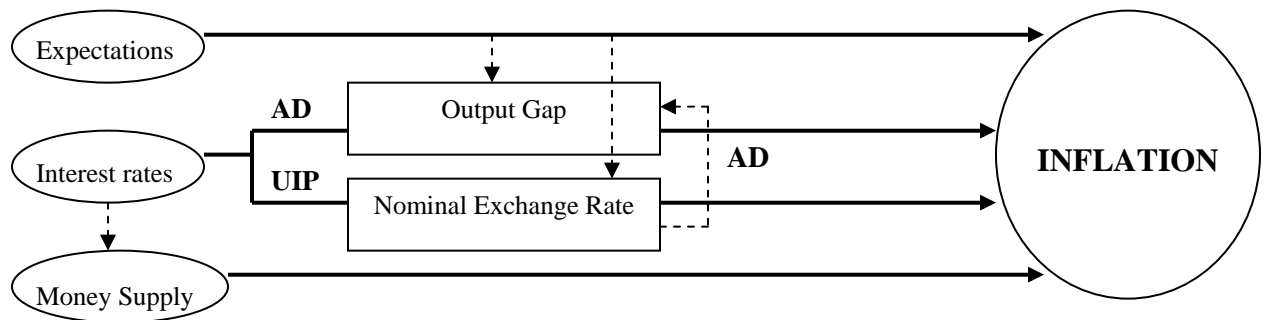 Expectations
AD
Output Gap
Interest rates
AD
INFLATION
UIP
Nominal Exchange Rate
Money Supply